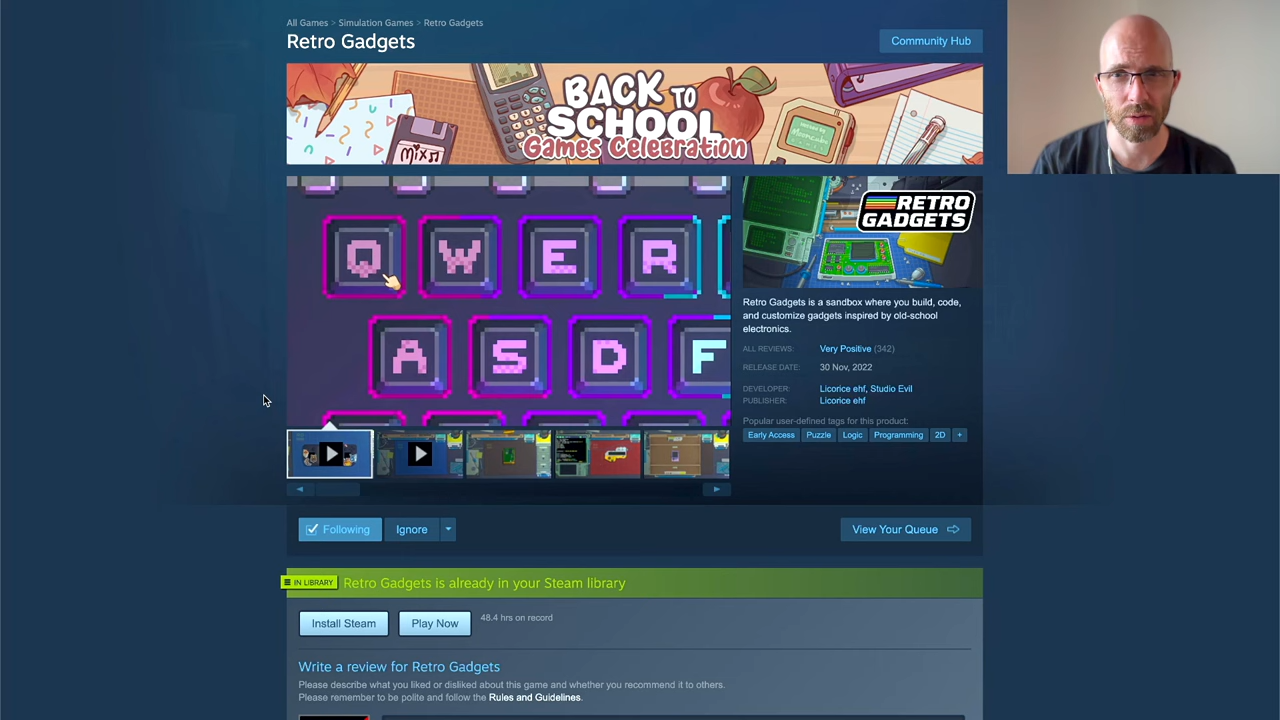 All Games > Simulation Games > Retro Gadgets
Retro Gadgets
Community Hub
BACK TO
SCHOOL
Games Celebration
Mix
Mooncube
Q W E R
A S D F
RETRO
GADGETS
Retro Gadgets is a sandbox where you build, code,
and customize gadgets inspired by old-school
electronics.
ALL REVIEWS: Very Positive (342)
RELEASE DATE: 30 Nov, 2022
DEVELOPER: Licorice ehf, Studio Evil
PUBLISHER: Licorice ehf
Popular user-defined tags for this product:
Early Access Puzzle Logic Programming 2D +
Following Ignore View Your Queue
IN LIBRARY Retro Gadgets is already in your Steam library
Install Steam Play Now 48.4 hrs on record
Write a review for Retro Gadgets
Please describe what you liked or disliked about this game and whether you recommend it to others.
Please remember to be polite and follow the Rules and Guidelines.